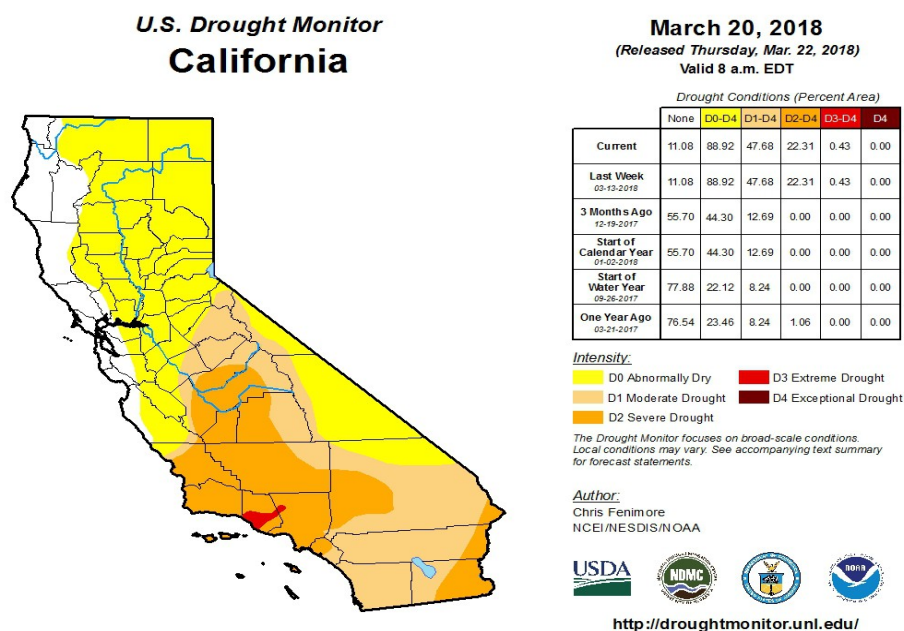 U.S. Drought Monitor
California
March 20, 2018
(Released Thursday, Mar. 22, 2018)
Valid 8 a.m. EDT
Drought Conditions (Percent Area)
None D0-D4 D1-D4 D2-D4 D3-D4 D4
Current 11.08 88.92 47.68 22.31 0.43 0.00
Last Week
03-13-2018 11.08 88.92 47.68 22.31 0.43 0.00
3 Months Ago
12-19-2017 55.70 44.30 12.69 0.00 0.00 0.00
Start of
Calendar Year
01-02-2018 55.70 44.30 12.69 0.00 0.00 0.00
Start of
Water Year
09-26-2017 77.88 22.12 8.24 0.00 0.00 0.00
One Year Ago
03-21-2017 76.54 23.46 8.24 1.06 0.00 0.00
Intensity:
D0 Abnormally Dry D3 Extreme Drought
D1 Moderate Drought D4 Exceptional Drought
D2 Severe Drought
The Drought Monitor focuses on broad-scale conditions.
Local conditions may vary. See accompanying text summary
for forecast statements.
Author:
Chris Fenimore
NCEI/NESDIS/NOAA
USDA
NDMC
NOAA
http://droughtmonitor.unl.edu/